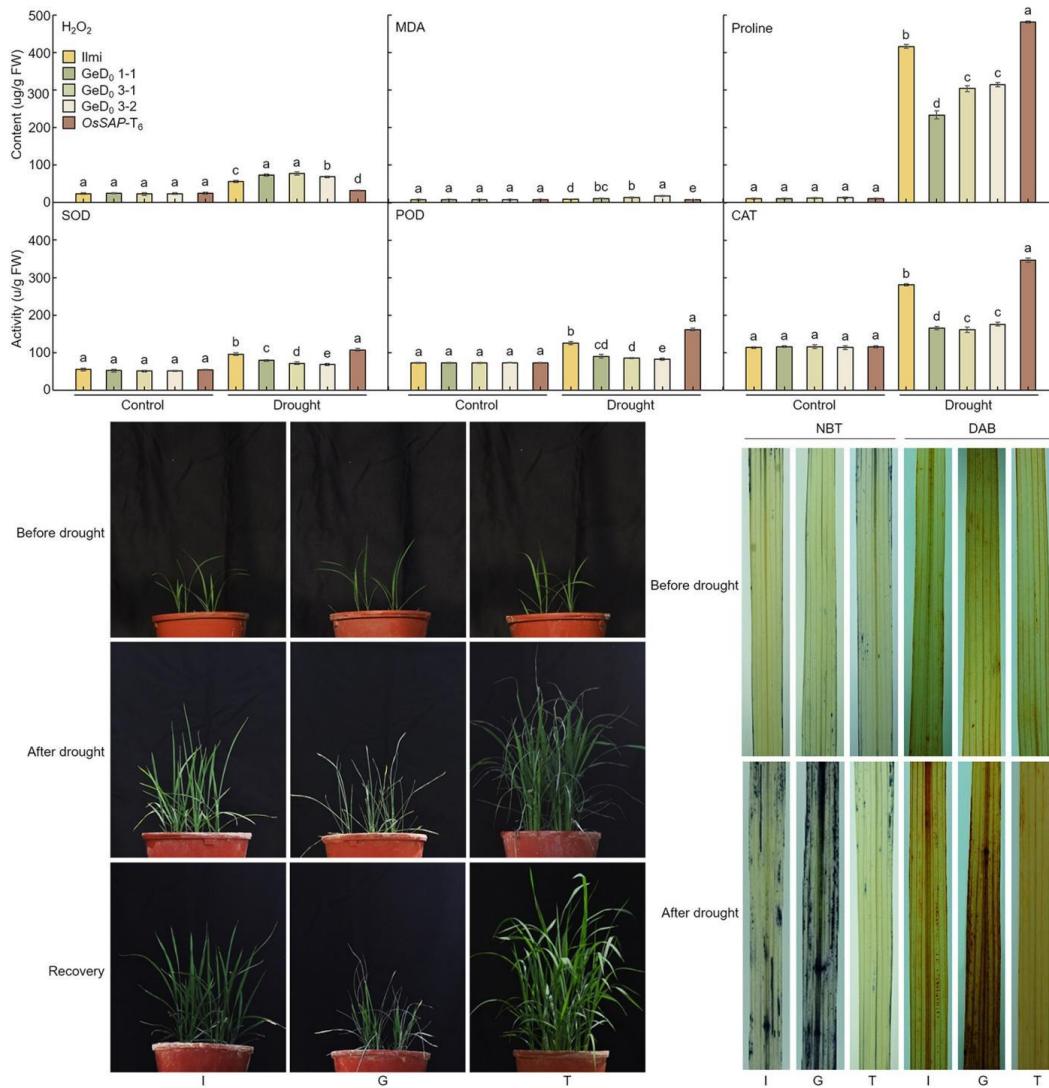 H₂O₂
MDA
Proline
Content (ug/g FW)
500
400
300
200
100
0
Ilmi
GeD₀ 1-1
GeD₀ 3-1
GeD₀ 3-2
OsSAP-T₆
a a a a a c a a b d
a a a a a d bc b a e
a a a a a b d c c a
SOD
POD
CAT
Activity (u/g FW)
400
300
200
100
0
a a a a a b c d e a
a a a a a b cd d e a
a a a a a b c c c a
Control Drought Control Drought Control Drought
NBT DAB
Before drought
After drought
Recovery
I G T
Before drought
After drought
I G T I G T